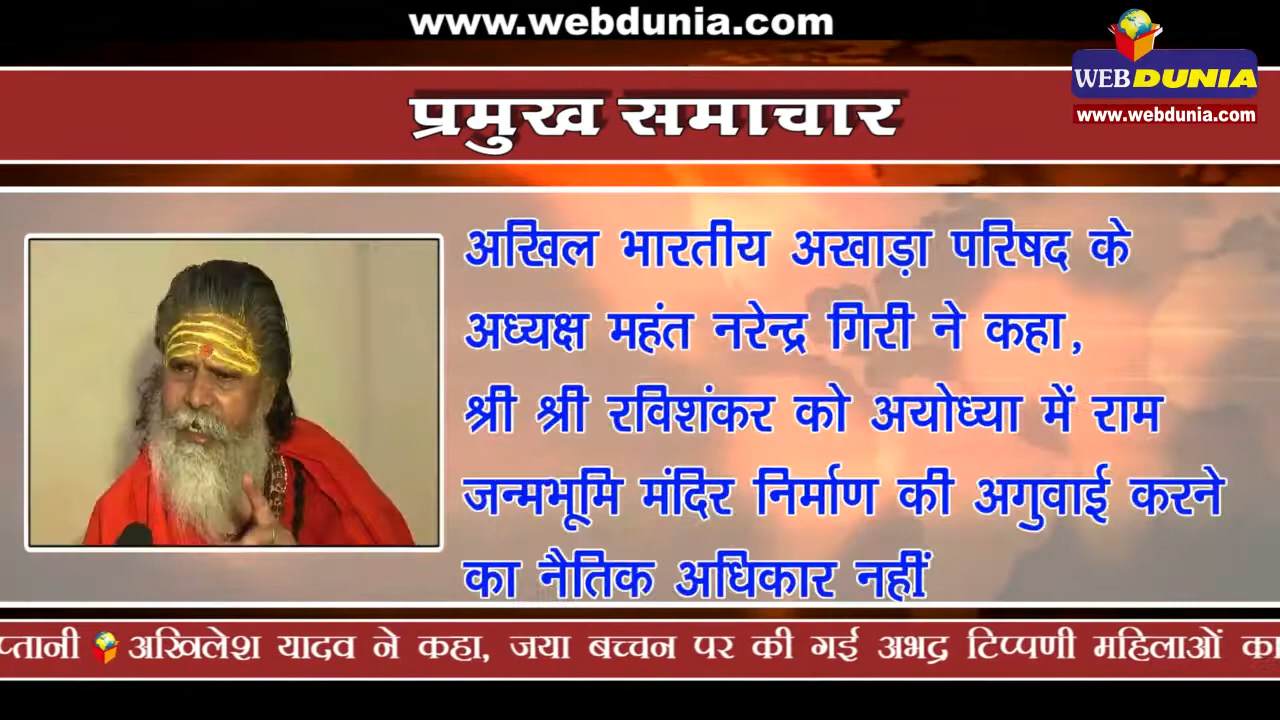 www.webdunia.com
WEBDUNIA
www.webdunia.com
प्रमुख समाचार
अखिल भारतीय अखाड़ा परिषद के
अध्यक्ष महंत नरेन्द्र गिरी ने कहा,
श्री श्री रविशंकर को अयोध्या में राम
जन्मभूमि मंदिर निर्माण की अगुवाई करने
का नैतिक अधिकार नहीं
प्तानी अखिलेश यादव ने कहा, जया बच्चन पर की गई अभद्र टिप्पणी महिलाओं का